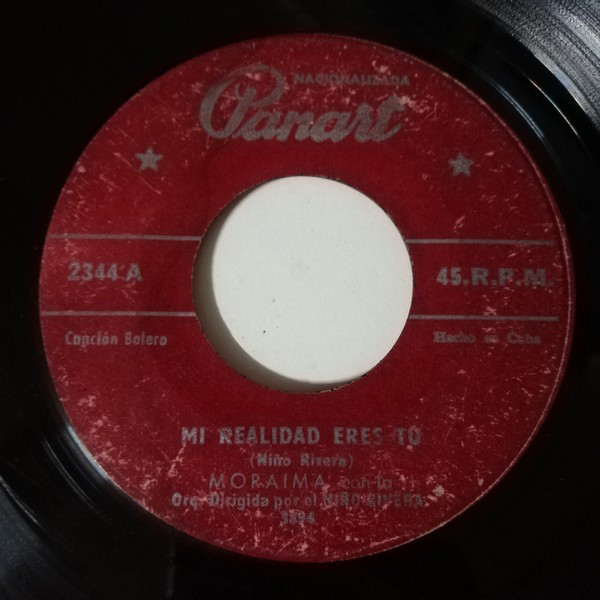 NACIONALIZADA
Panart
2344 A
45.R.P.M.
Canción Bolero
Hecho en Cuba
MI REALIDAD ERES TU
(Niño Rivera)
MORAIMA con la
Orq. Dirigida por el NIÑO RIVERA